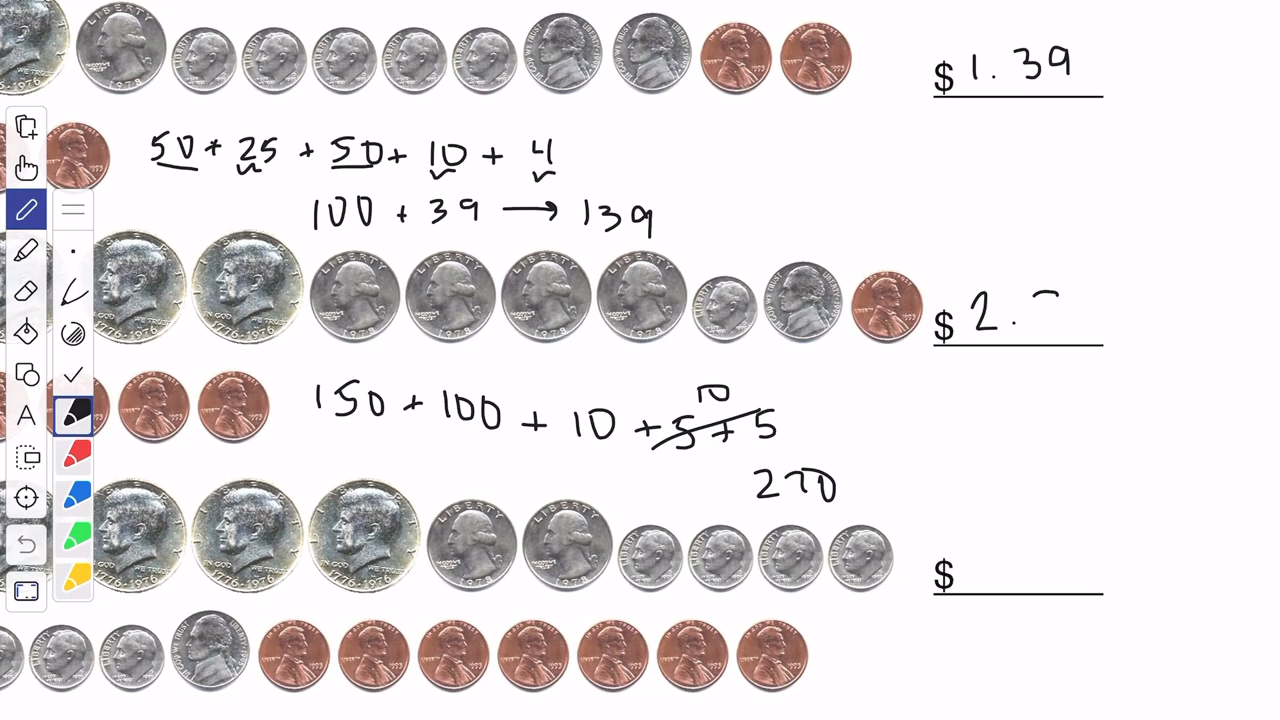 $ 1.39
50 + 25 + 50 + 10 + 4
100 + 39 → 139
$ 2.
150 + 100 + 10 + 5 + 5
10
270
$
A